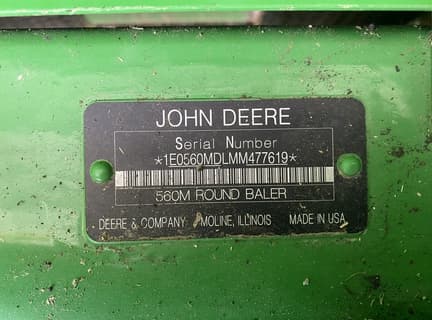 JOHN DEERE
Serial Number
*1E0560MDLMM477619*
560M ROUND BALER
DEERE & COMPANY MOLINE, ILLINOIS MADE IN USA